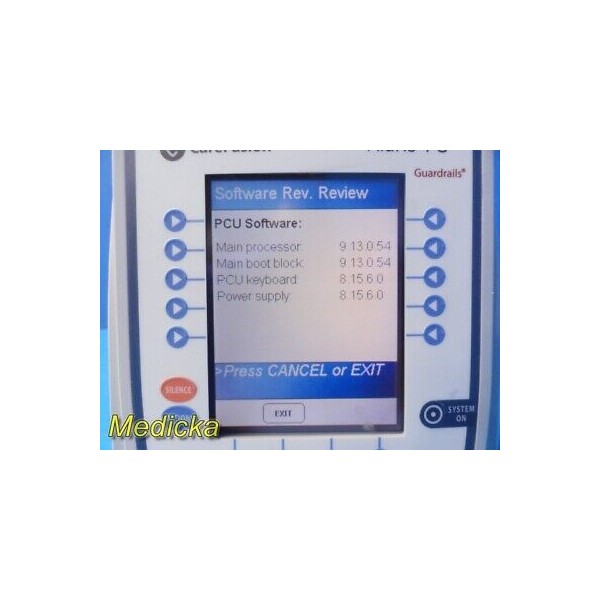 Guardrails®
Software Rev. Review
PCU Software:
Main processor: 9.13.0.54
Main boot block: 9.13.0.54
PCU keyboard: 8.15.6.0
Power supply: 8.15.6.0
>Press CANCEL or EXIT
EXIT
SILENCE
SYSTEM
ON
Medicka